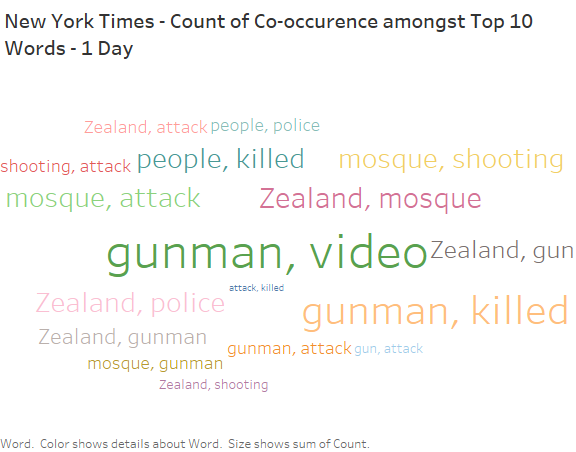 New York Times - Count of Co-occurence amongst Top 10
Words - 1 Day
Zealand, attack people, police
shooting, attack people, killed mosque, shooting
mosque, attack Zealand, mosque
gunman, video Zealand, gun
attack, killed
Zealand, police gunman, killed
Zealand, gunman
gunman, attack gun, attack
mosque, gunman
Zealand, shooting
Word. Color shows details about Word. Size shows sum of Count.